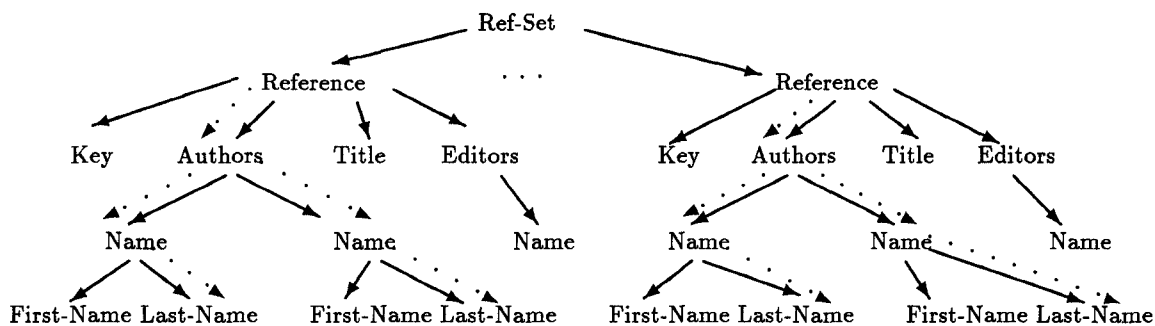 Ref-Set
Reference . . . Reference
Key Authors Title Editors Key Authors Title Editors
Name Name Name Name Name Name
First-Name Last-Name First-Name Last-Name First-Name Last-Name First-Name Last-Name